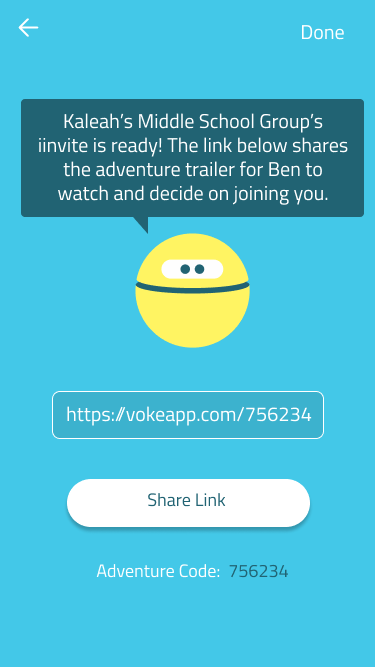 Done
Kaleah's Middle School Group's
iinvite is ready! The link below shares
the adventure trailer for Ben to
watch and decide on joining you.
https://vokeapp.com/756234
Share Link
Adventure Code: 756234